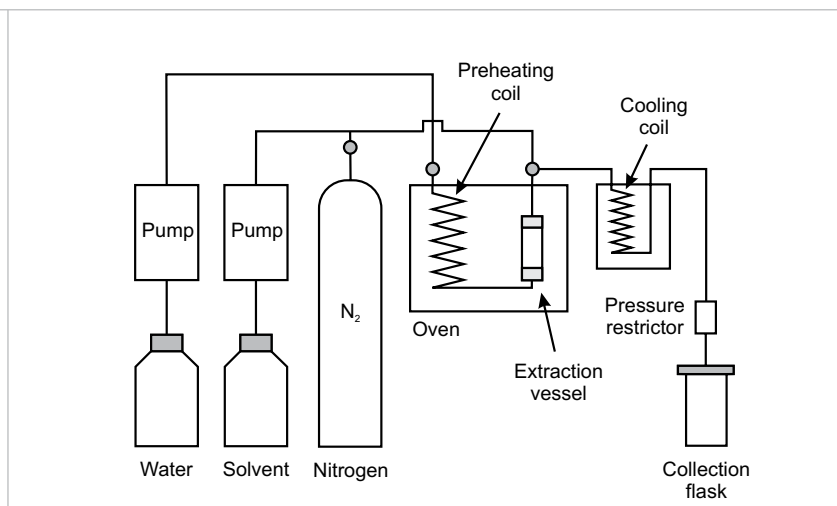 Preheating
coil
Cooling
coil
Pump
Pump
N₂
Oven
Pressure
restrictor
Extraction
vessel
Water
Solvent
Nitrogen
Collection
flask